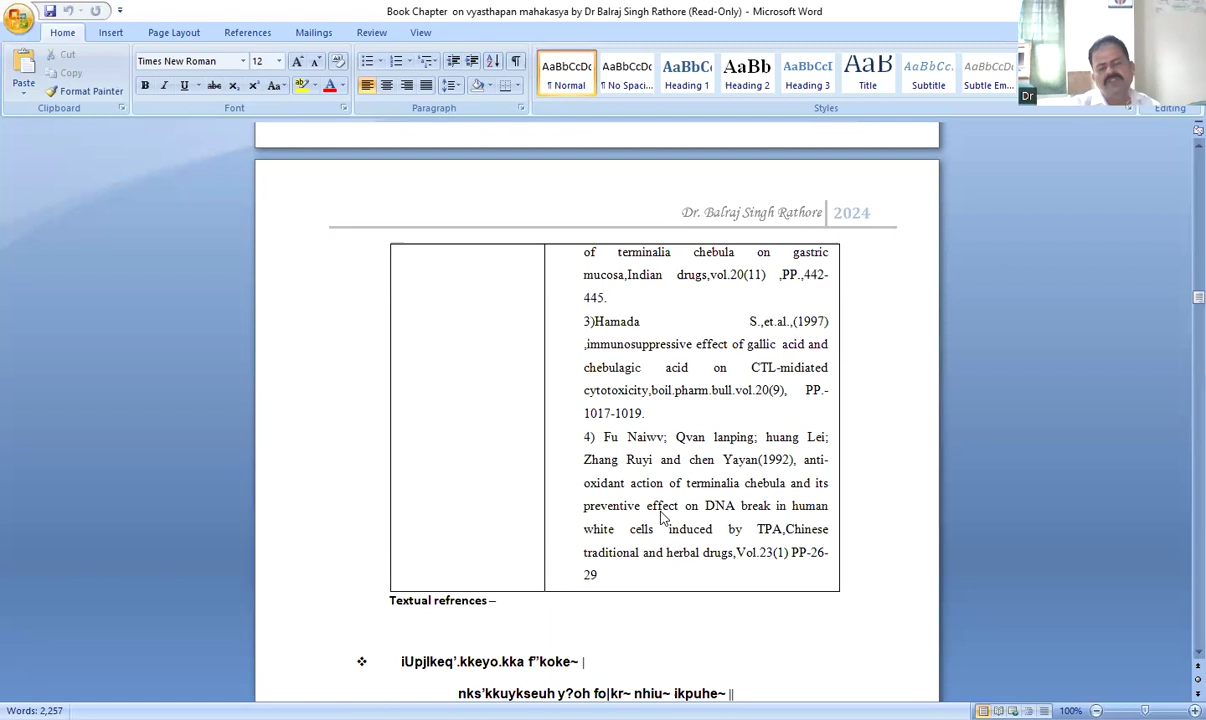 Book Chapter on vyasthapan mahakasya by Dr Balraj Singh Rathore (Read-Only) - Microsoft Word
Home Insert Page Layout References Mailings Review View
Paste
Cut
Copy
Format Painter
Clipboard
Times New Roman 12
Font
Paragraph
AaBbCcDc AaBbCcDc AaBbC AaBb AaBbCcI AaB AaBbCc. AaBbCcDc
¶ Normal ¶ No Spaci... Heading 1 Heading 2 Heading 3 Title Subtitle Subtle Em...
Styles
Editing
Dr
Dr. Balraj Singh Rathore 2024
of terminalia chebula on gastric
mucosa,Indian drugs,vol.20(11) ,PP.,442-
445.
3)Hamada S.,et.al.,(1997)
,immunosuppressive effect of gallic acid and
chebulagic acid on CTL-midiated
cytotoxicity,boil.pharm.bull.vol.20(9), PP.-
1017-1019.
4) Fu Naiwv; Qvan lanping; huang Lei;
Zhang Ruyi and chen Yayan(1992), anti-
oxidant action of terminalia chebula and its
preventive effect on DNA break in human
white cells induced by TPA,Chinese
traditional and herbal drugs,Vol.23(1) PP-26-
29
Textual refrences –
❖ iUpjlkeq’.kkeyo.kka f”koke~ |
nks’kkuykseuh y?oh fo|kr~ nhiu~ ikpuhe~ ||
Words: 2,257
100%